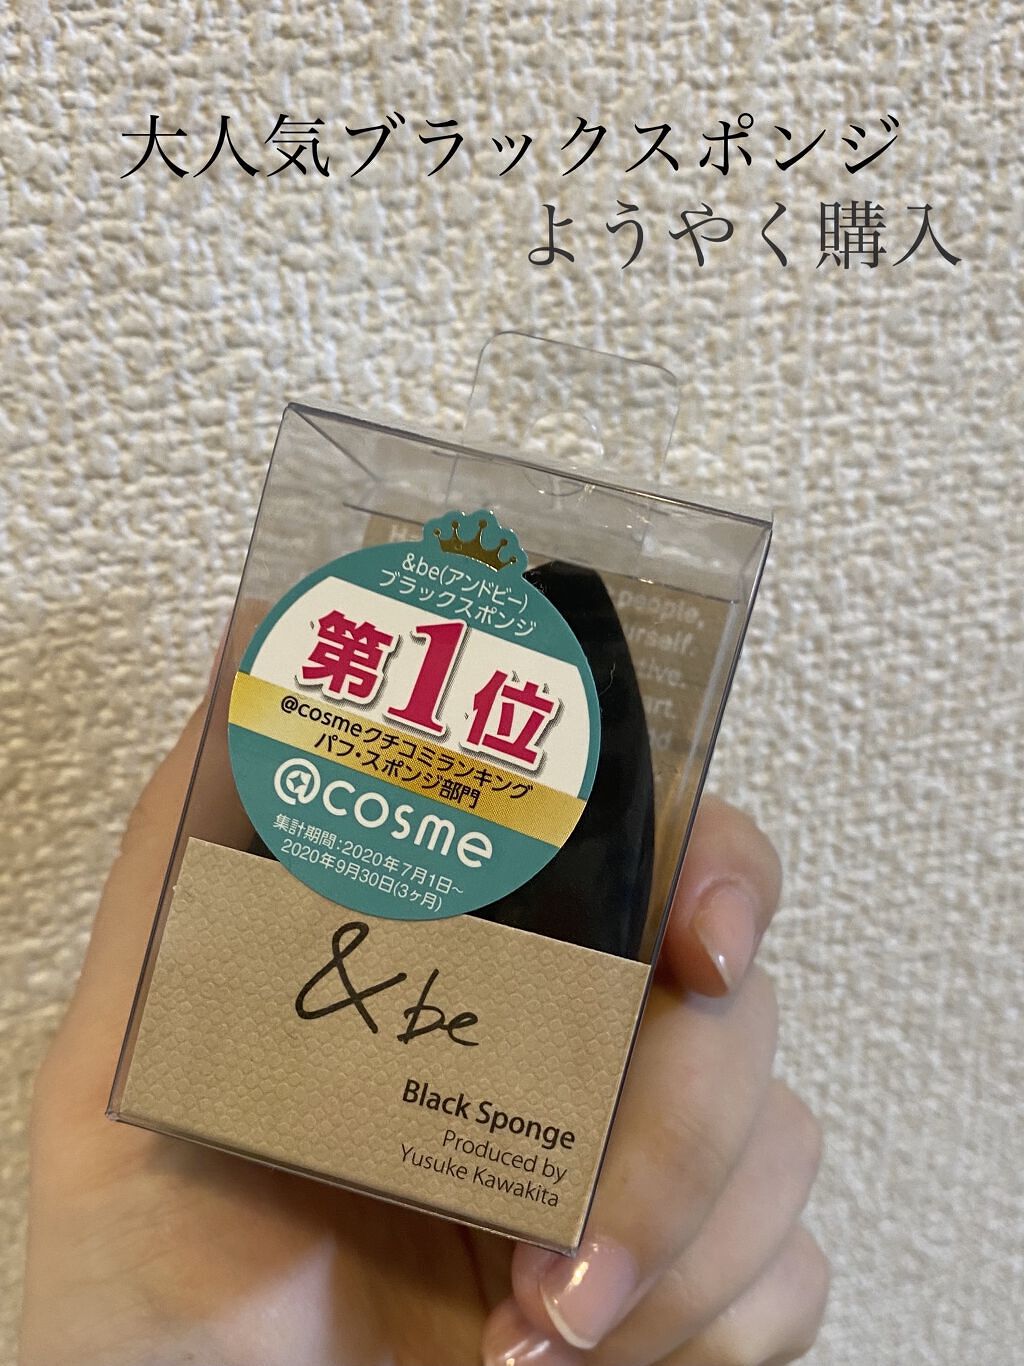 大人気ブラックスポンジ
ようやく購入
&be(アンドビー)
ブラックスポンジ
第1位
@cosmeクチコミランキング
パフ・スポンジ部門
@cosme
集計期間:2020年7月1日~
2020年9月30日(3ヶ月)
people,
&be
Black Sponge
Produced by
Yusuke Kawakita